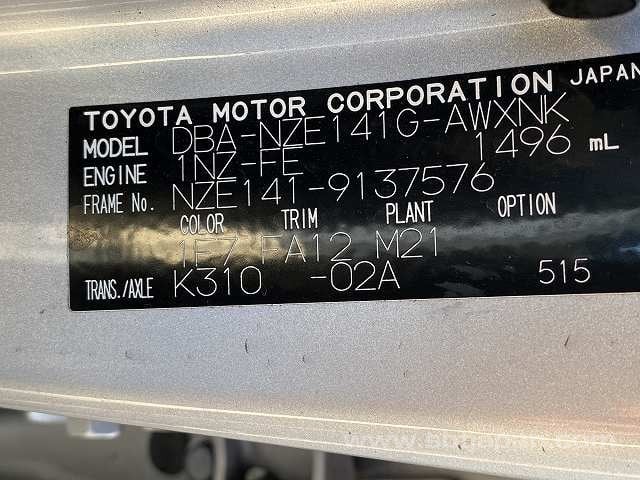 TOYOTA MOTOR CORPORATION JAPAN
MODEL DBA-NZE141G-AWXNK
ENGINE 1NZ-FE 1496 mL
FRAME No. NZE141-9137576
COLOR TRIM PLANT OPTION
1F7 FA12 M21
TRANS./AXLE K310 -02A 515